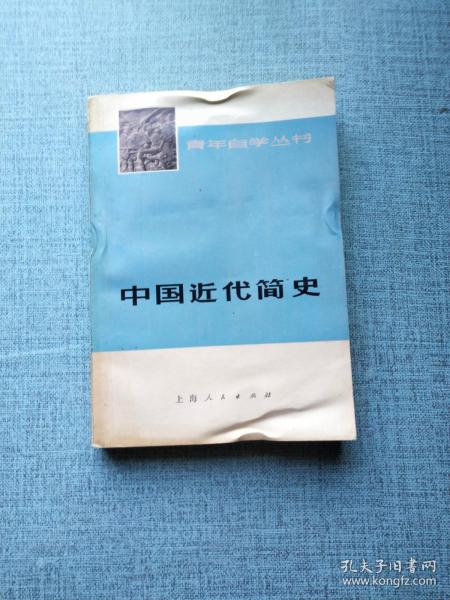 青年自学丛书
中国近代简史
上海人民出版社
孔夫子旧书网
www.kongfz.com